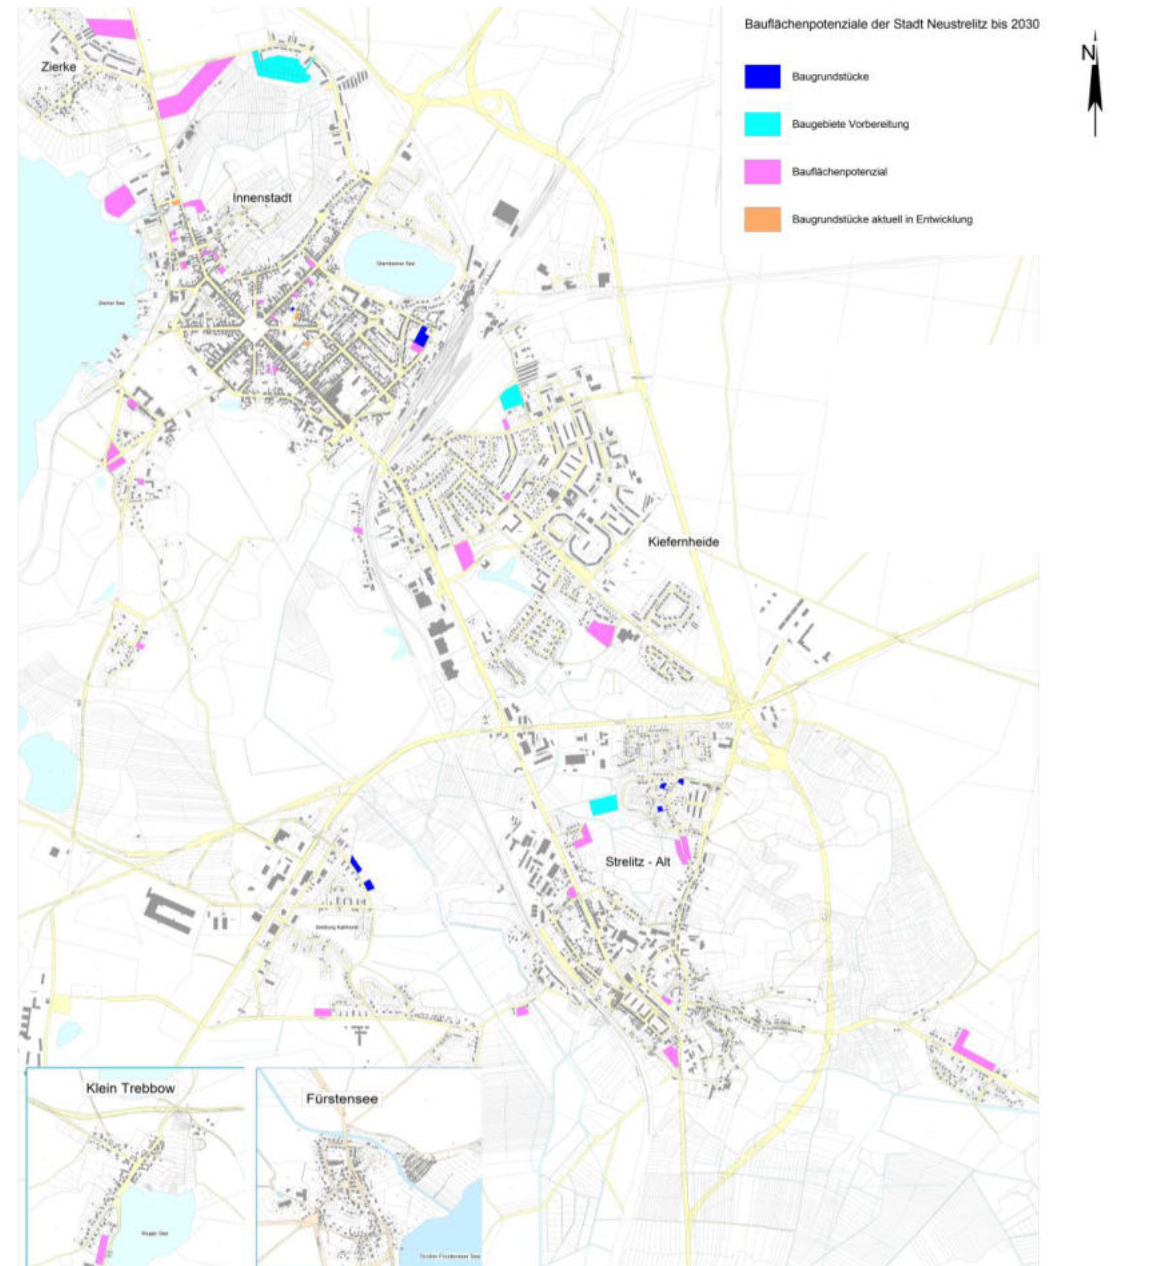 Bauflächenpotenziale der Stadt Neustrelitz bis 2030
N
Baugrundstücke
Baugebiete Vorbereitung
Bauflächenpotenzial
Baugrundstücke aktuell in Entwicklung
Zierke
Innenstadt
Zierker See
Kiefernheide
Strelitz - Alt
Klein Trebbow
Fürstensee